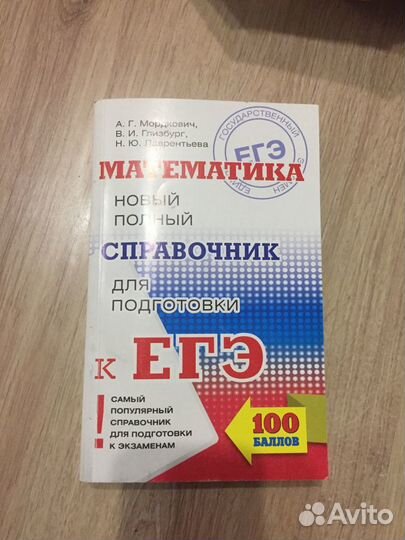 А. Г. Мордкович,
В. И. Глизбург,
Н. Ю. Лаврентьева
ГОСУДАРСТВЕННЫЙ
ЕГЭ
МАТЕМАТИКА
НОВЫЙ
ПОЛНЫЙ
СПРАВОЧНИК
ДЛЯ
ПОДГОТОВКИ
К ЕГЭ
!
САМЫЙ
ПОПУЛЯРНЫЙ
СПРАВОЧНИК
ДЛЯ ПОДГОТОВКИ
К ЭКЗАМЕНАМ
100
БАЛЛОВ
Avito